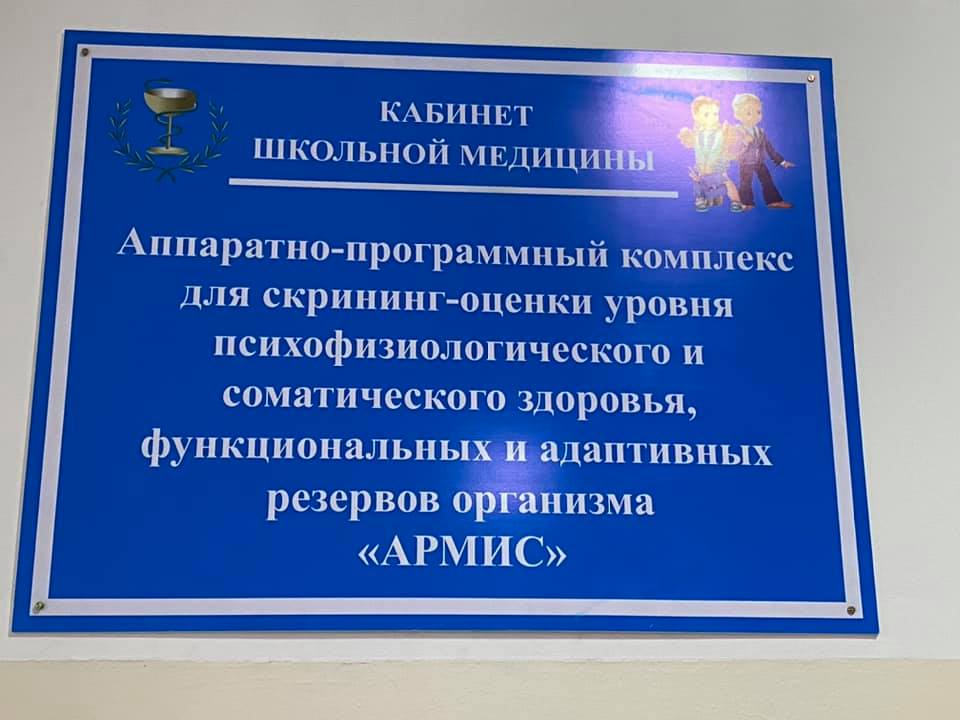 КАБИНЕТ
ШКОЛЬНОЙ МЕДИЦИНЫ
Аппаратно-программный комплекс
для скрининг-оценки уровня
психофизиологического и
соматического здоровья,
функциональных и адаптивных
резервов организма
«АРМИС»